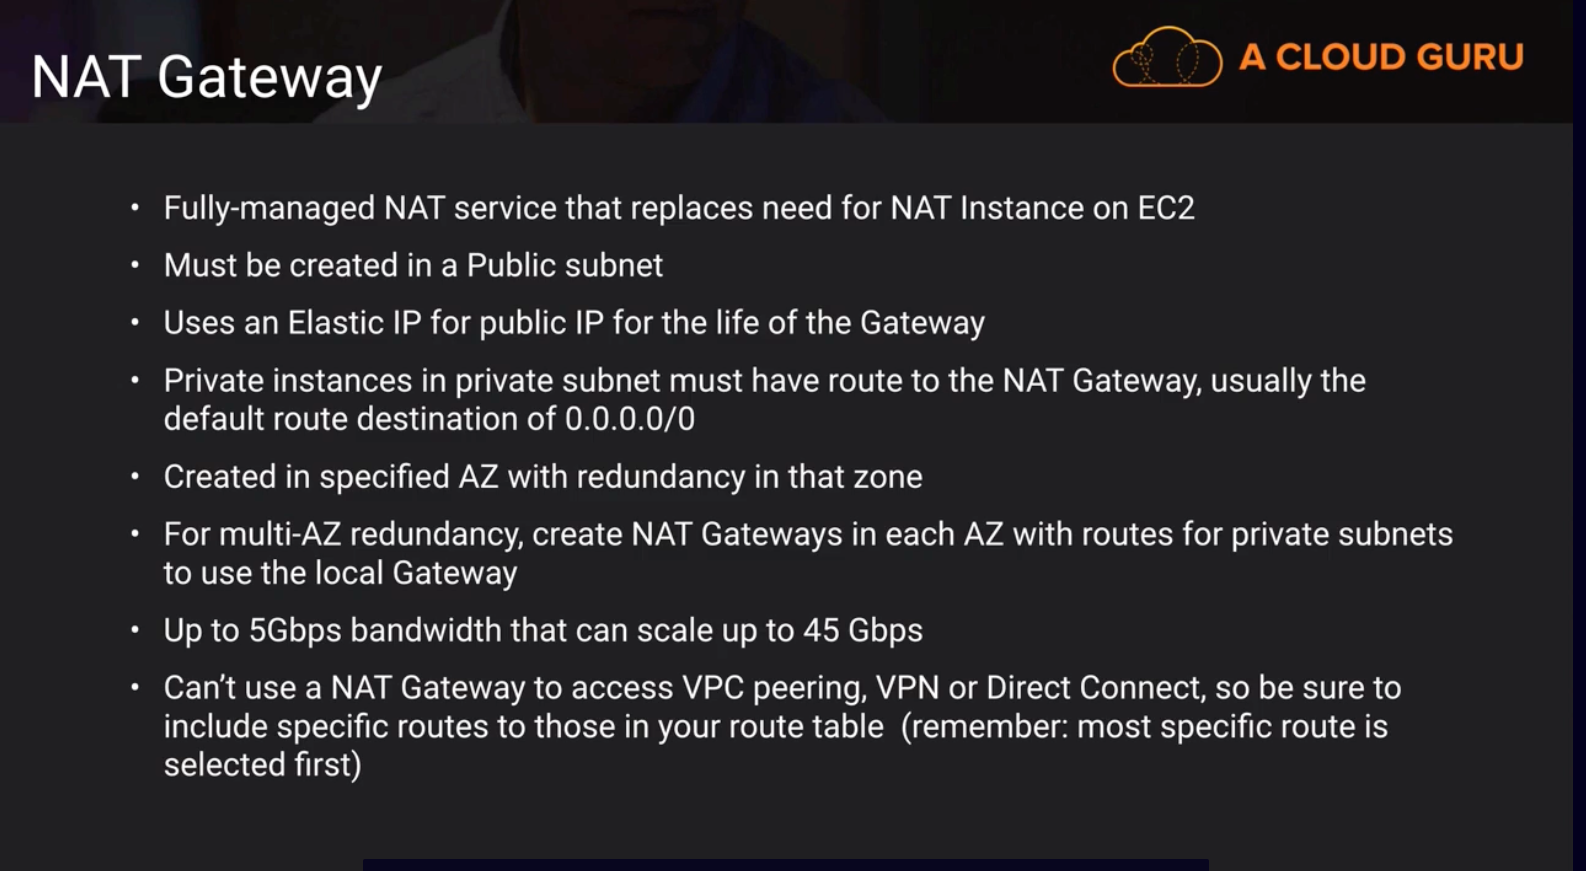 NAT Gateway
A CLOUD GURU
• Fully-managed NAT service that replaces need for NAT Instance on EC2
• Must be created in a Public subnet
• Uses an Elastic IP for public IP for the life of the Gateway
• Private instances in private subnet must have route to the NAT Gateway, usually the
default route destination of 0.0.0.0/0
• Created in specified AZ with redundancy in that zone
• For multi-AZ redundancy, create NAT Gateways in each AZ with routes for private subnets
to use the local Gateway
• Up to 5Gbps bandwidth that can scale up to 45 Gbps
• Can’t use a NAT Gateway to access VPC peering, VPN or Direct Connect, so be sure to
include specific routes to those in your route table  (remember: most specific route is
selected first)